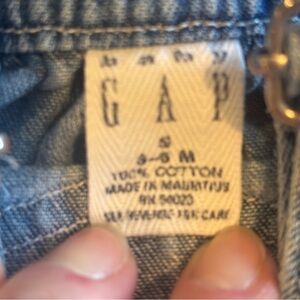 GAP
S
3-6 M
100% COTTON
MADE IN MAURITIUS
RN 54023
SEE REVERSE FOR CARE